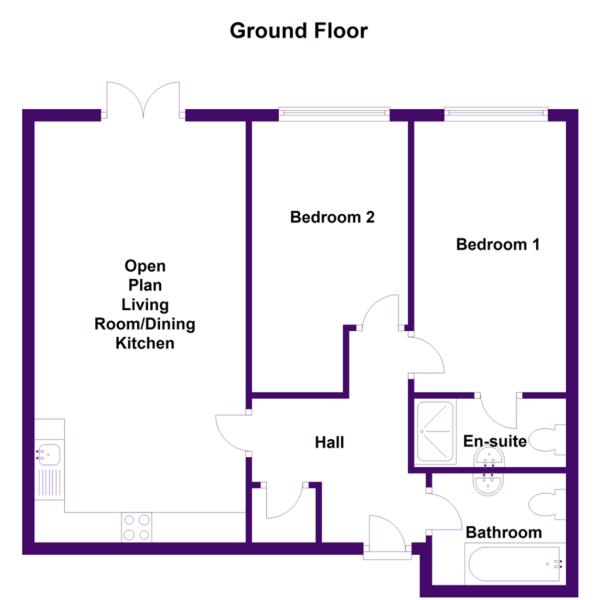 Ground Floor
Bedroom 2
Bedroom 1
Open
Plan
Living
Room/Dining
Kitchen
Hall
En-suite
Bathroom